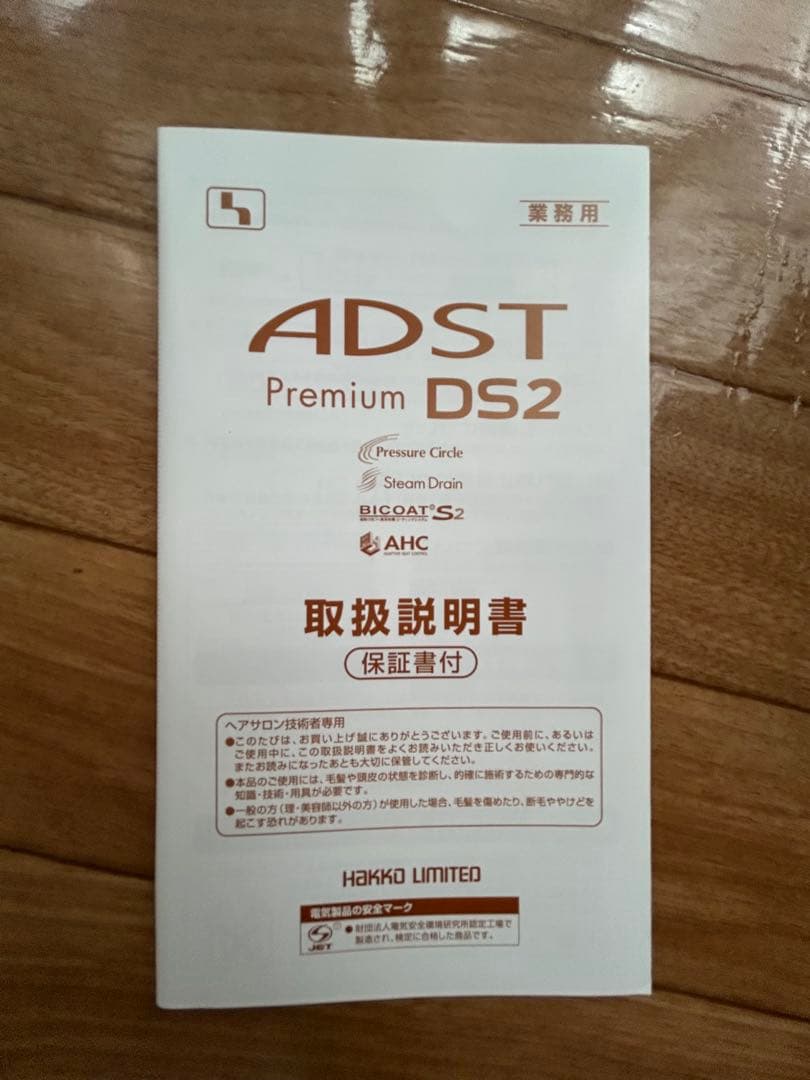 業務用
ADST
Premium DS2
Pressure Circle
Steam Drain
BICOAT S2
AHC
ADAPTIVE HEAT CONTROL
取扱説明書
保証書付
ヘアサロン技術者専用
●このたびは、お買い上げ誠にありがとうございます。ご使用前に、あるいは
ご使用中に、この取扱説明書をよくお読みいただき正しくお使いください。
またお読みになったあとも大切に保管してください。
●本品のご使用には、毛髪や頭皮の状態を診断し、的確に施術するための専門的な
知識・技術・用具が必要です。
●一般の方(理・美容師以外の方)が使用した場合、毛髪を傷めたり、断毛ややけどを
起こす恐れがあります。
HAKKO LIMITED
電気製品の安全マーク
S
JET
●財団法人電気安全環境研究所認定工場で
製造され、検定に合格した商品です。